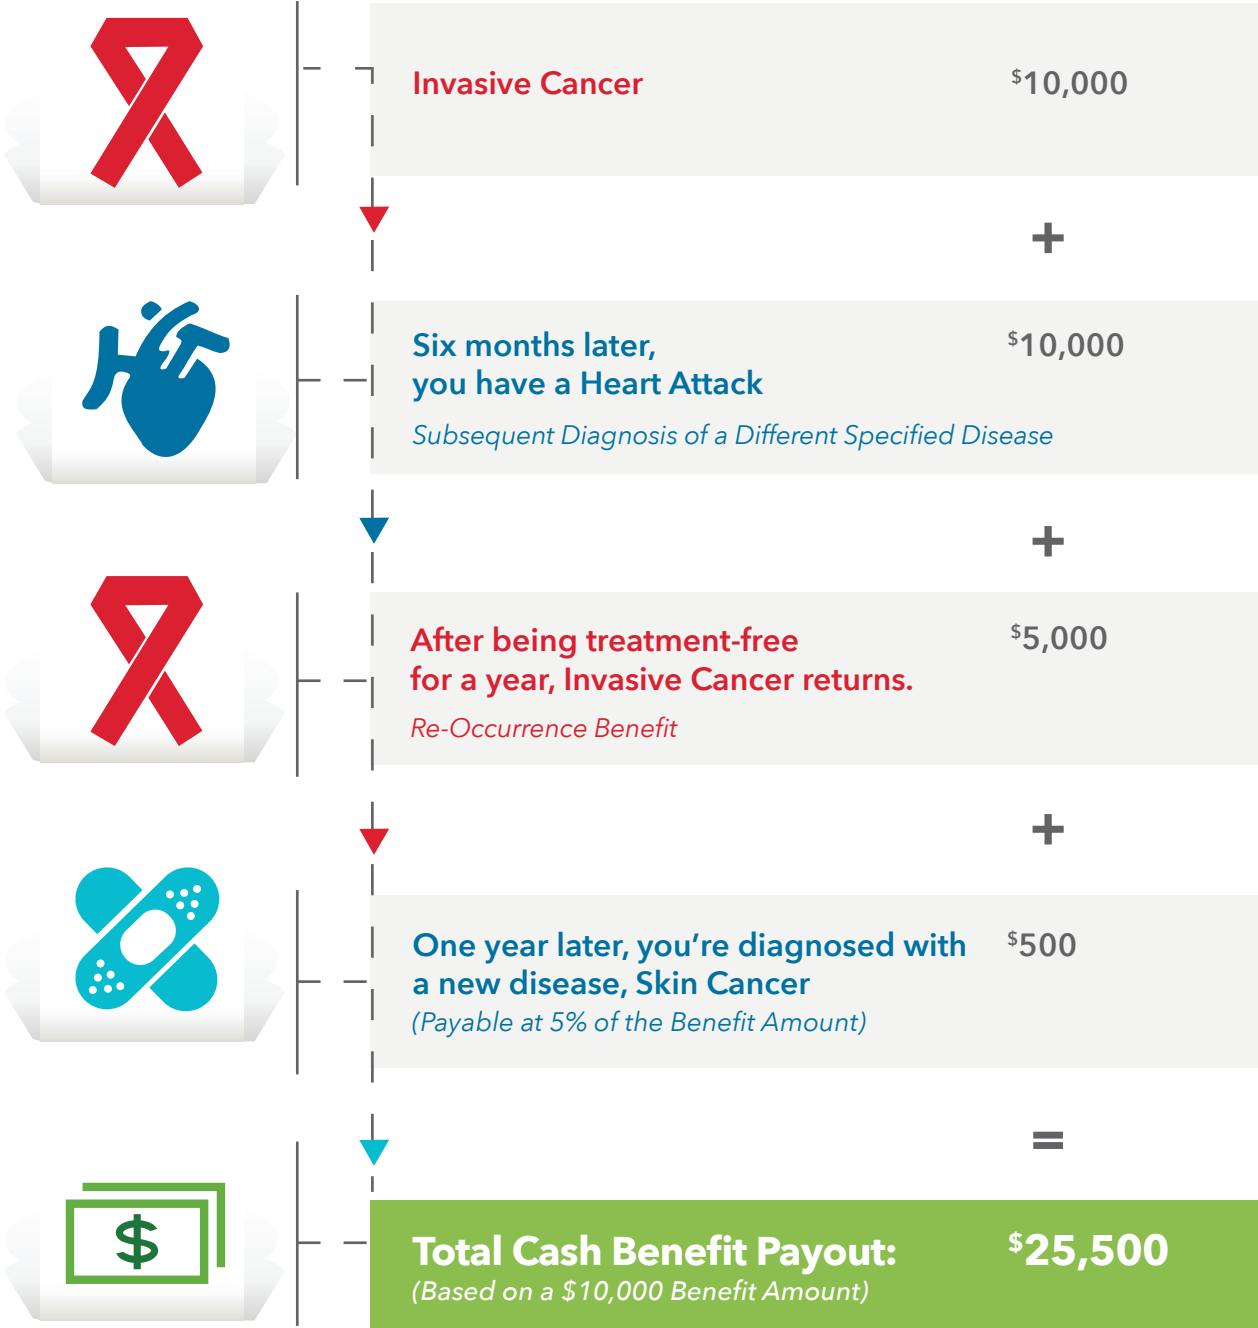 Invasive Cancer $10,000
+
Six months later, $10,000
you have a Heart Attack
Subsequent Diagnosis of a Different Specified Disease
+
After being treatment-free $5,000
for a year, Invasive Cancer returns.
Re-Occurrence Benefit
+
One year later, you’re diagnosed with $500
a new disease, Skin Cancer
(Payable at 5% of the Benefit Amount)
=
$
Total Cash Benefit Payout: $25,500
(Based on a $10,000 Benefit Amount)